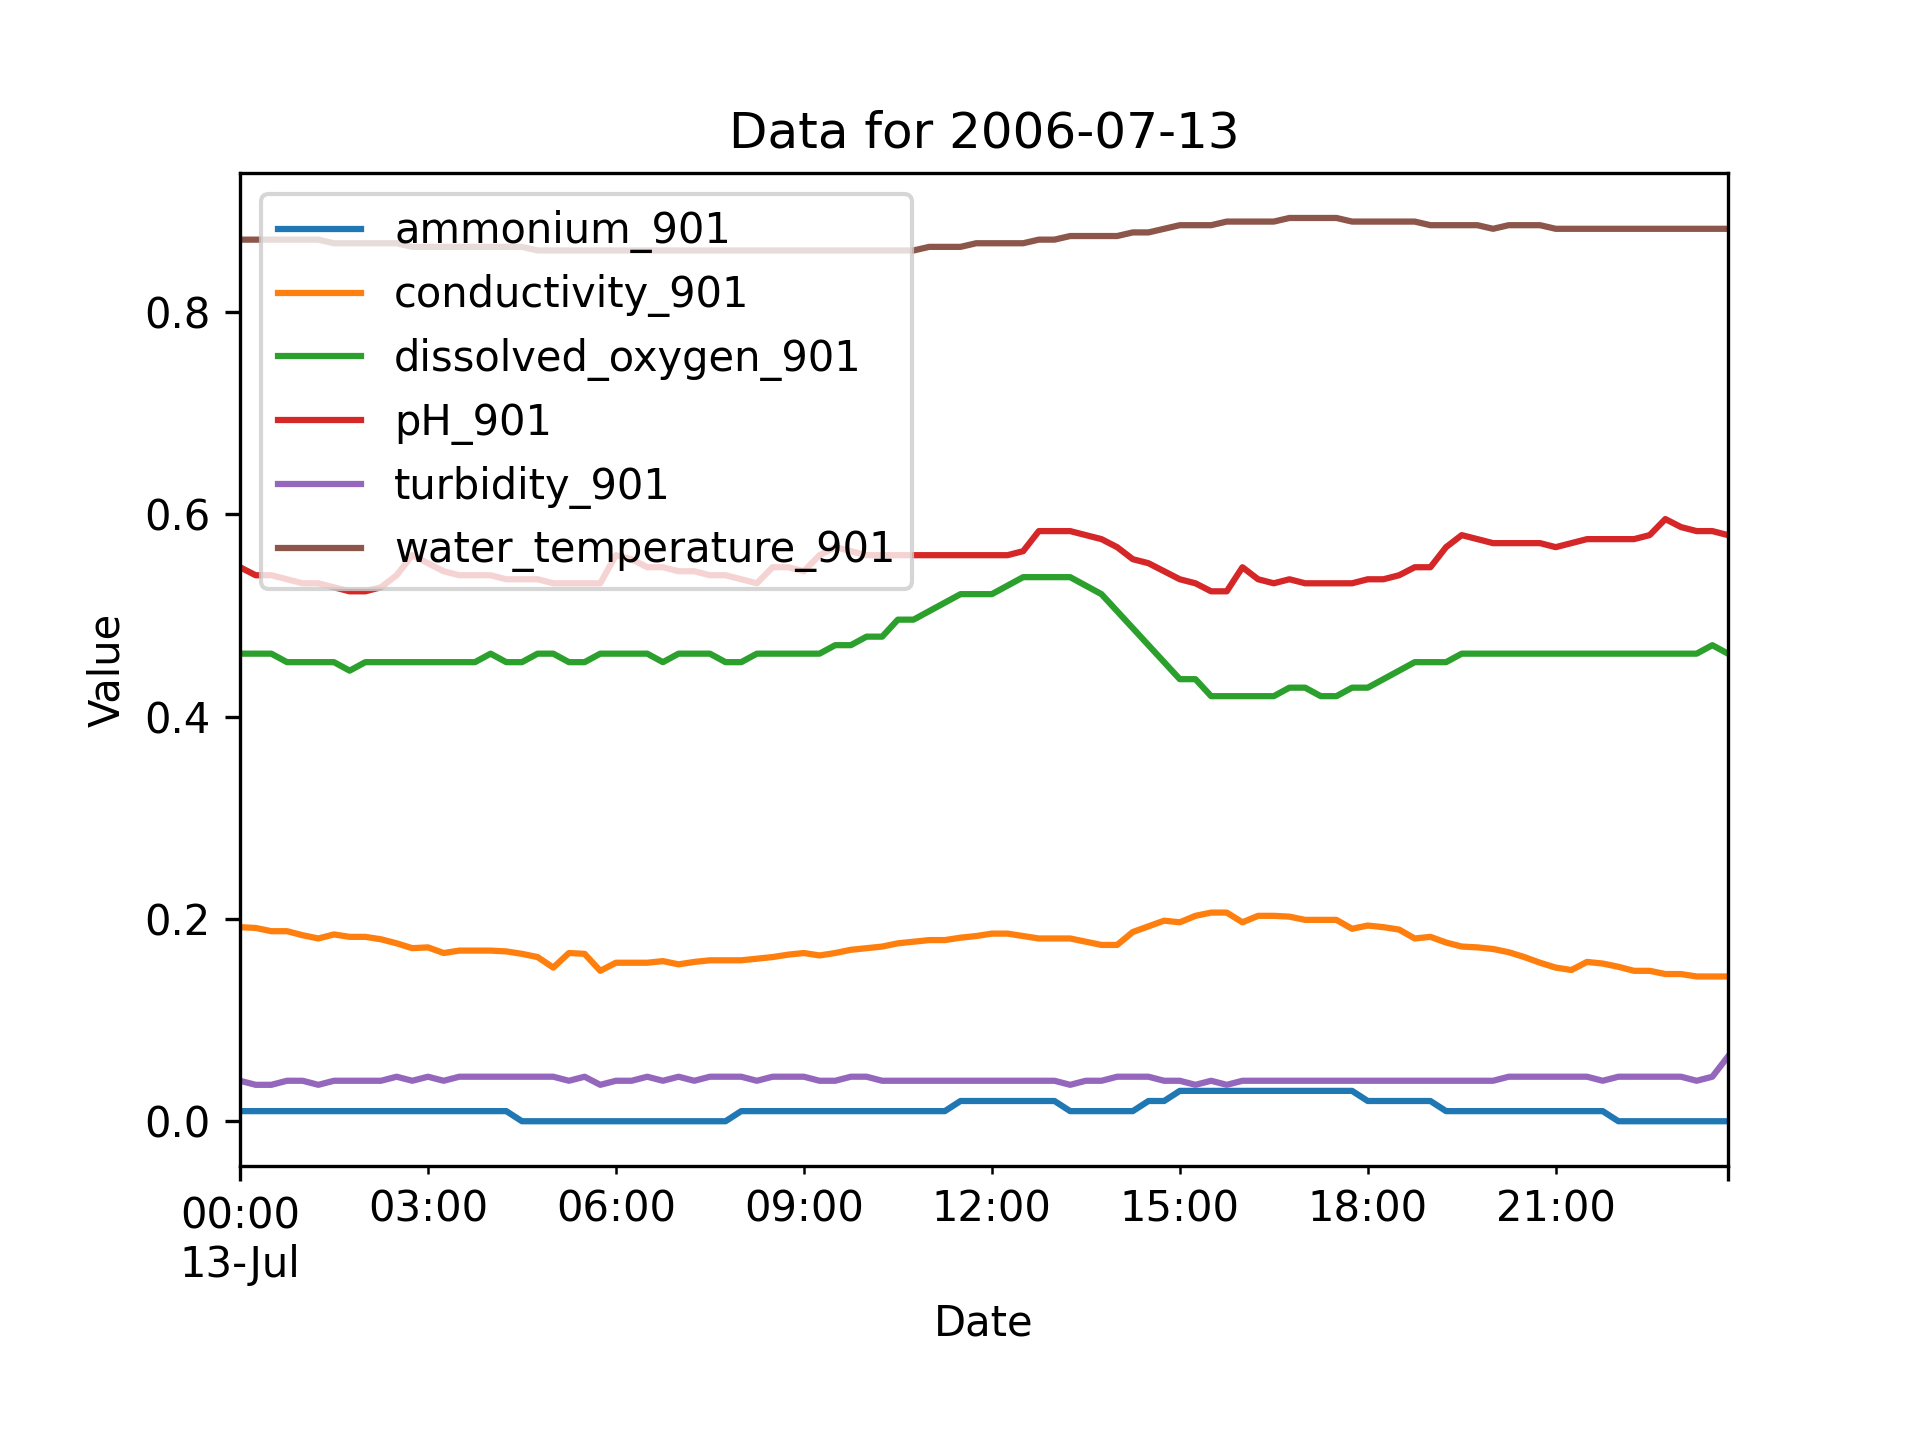 Data for 2006-07-13
ammonium_901
conductivity_901
dissolved_oxygen_901
pH_901
turbidity_901
water_temperature_901
Value
0.8
0.6
0.4
0.2
0.0
00:00 03:00 06:00 09:00 12:00 15:00 18:00 21:00
13-Jul
Date